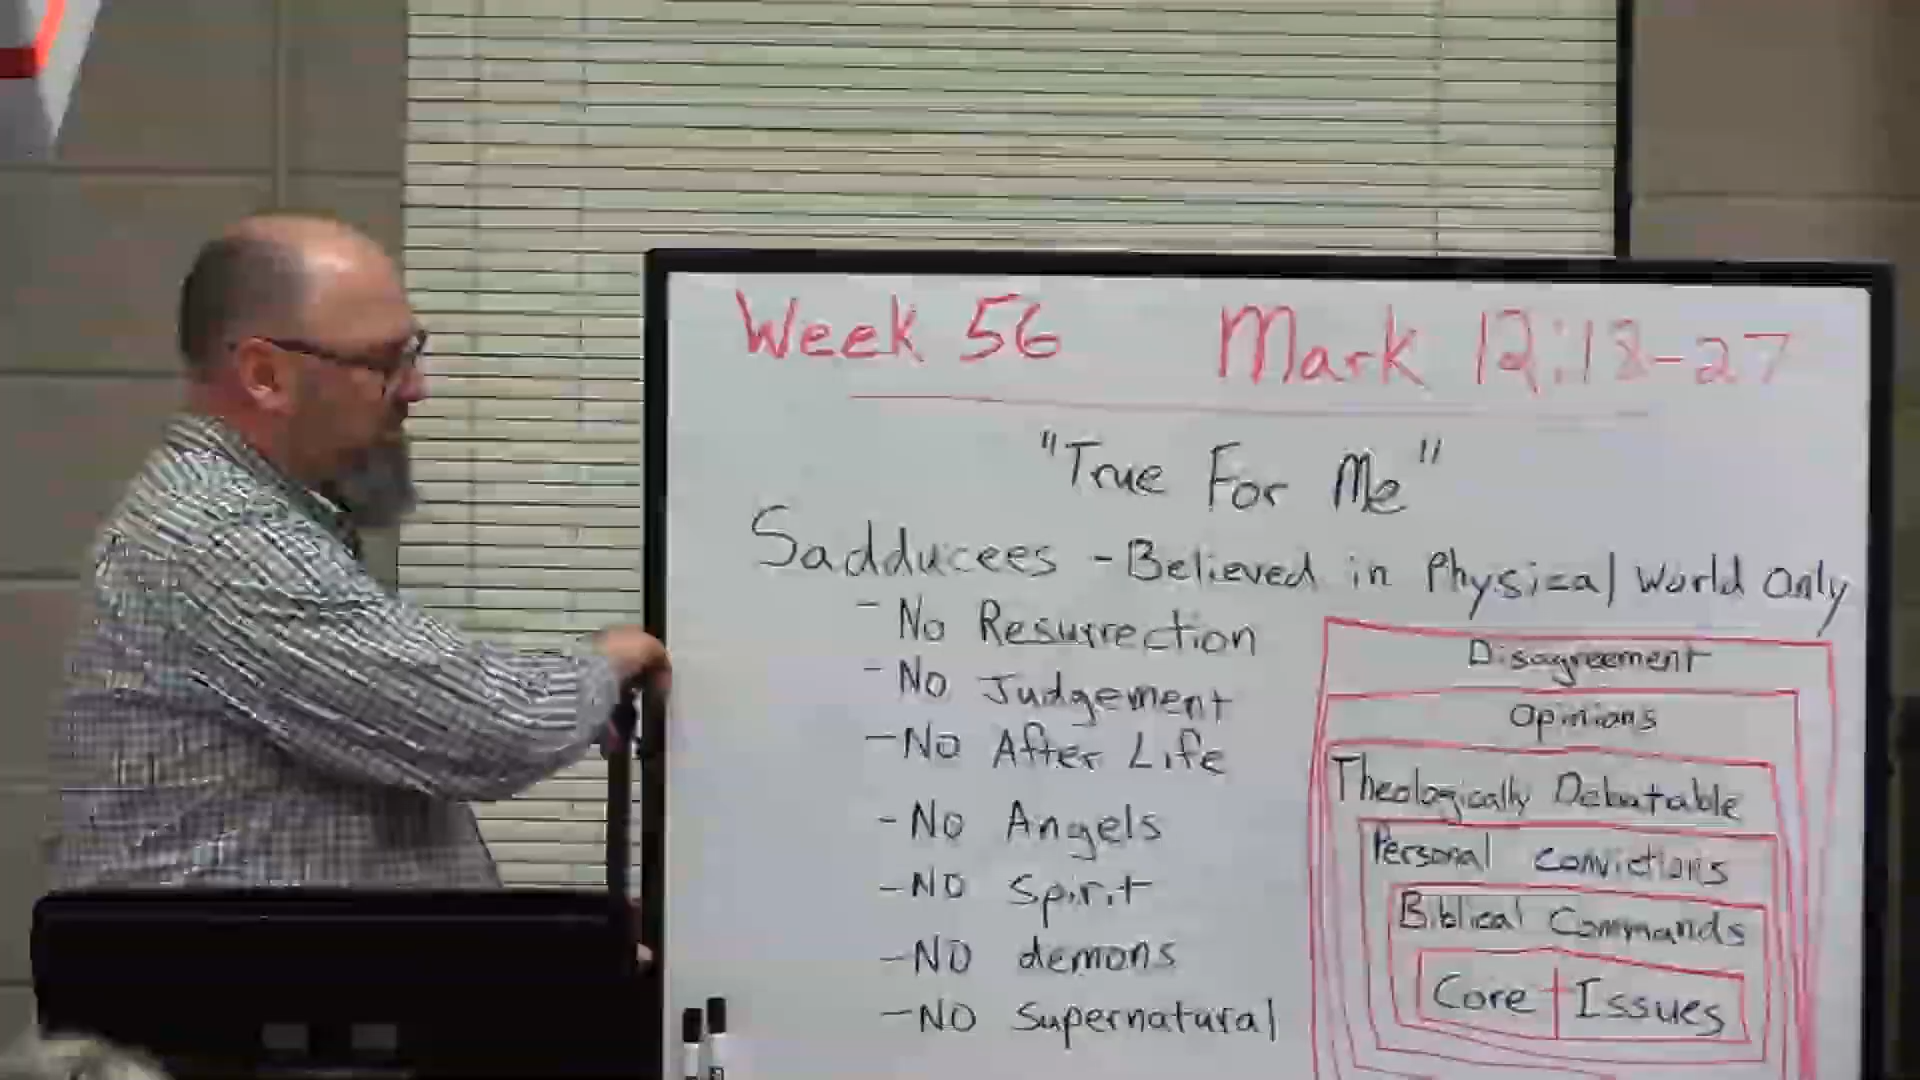 Week 56 Mark 12:18-27
"True For Me"
Sadducees - Believed in Physical World Only
- No Resurrection
- No Judgement
- No After Life
- No Angels
- No Spirit
- No demons
- No Supernatural
Disagreement
Opinions
Theologically Debatable
Personal convictions
Biblical Commands
Core Issues